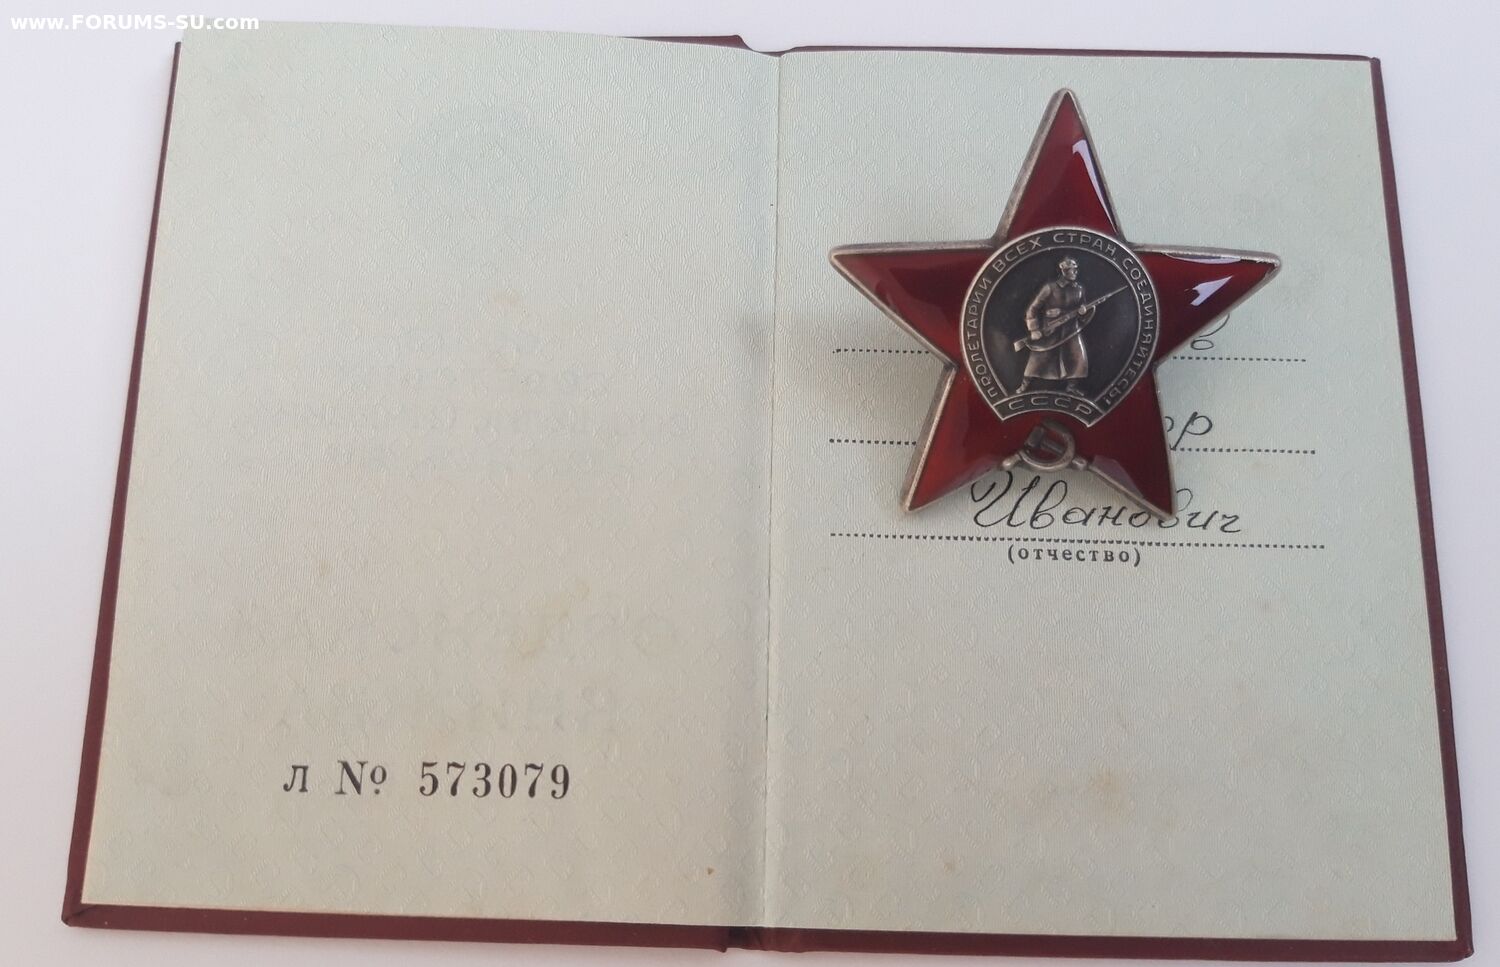 www.FORUMS-SU.com
л № 573079
ПРОЛЕТАРИИ ВСЕХ СТРАН, СОЕДИНЯЙТЕСЬ!
СССР
Иванович
(отчество)